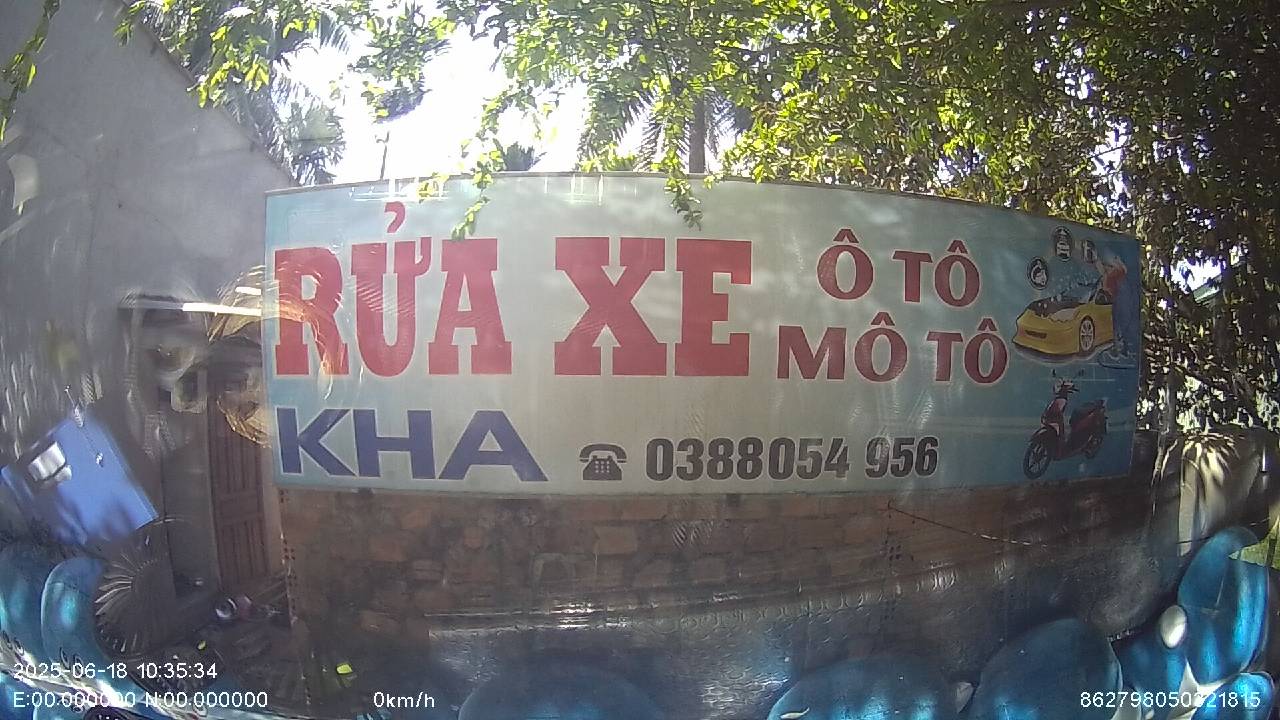 RỬA XE Ô TÔ
MÔ TÔ
KHA ☎ 0388054 956
2025-06-18 10:35:34
E:00.000000 N:00.000000 0km/h 862798050321815